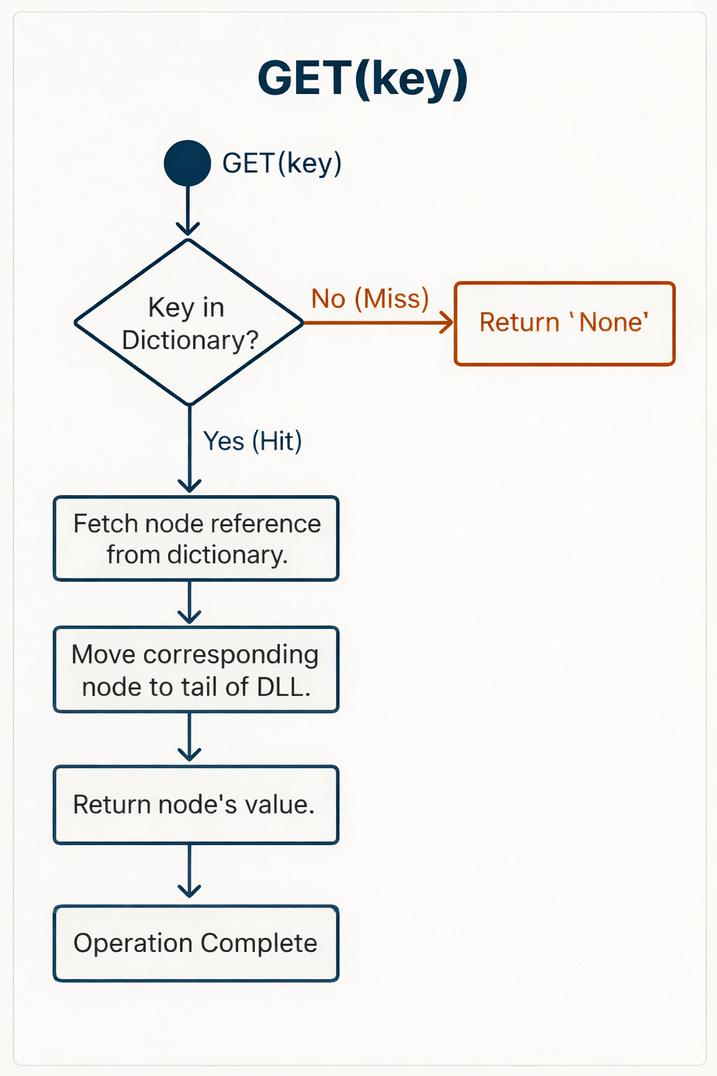 GET(key)
GET(key)
Key in
Dictionary?
No (Miss)
Return ‛None’
Yes (Hit)
Fetch node reference
from dictionary.
Move corresponding
node to tail of DLL.
Return node's value.
Operation Complete